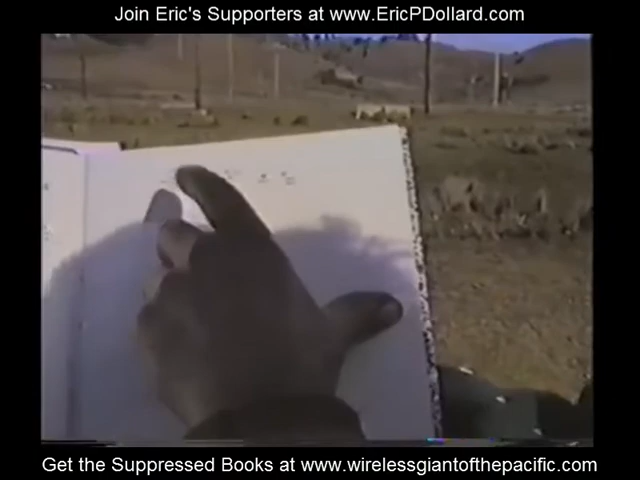 Join Eric's Supporters at www.EricPDollard.com
Get the Suppressed Books at www.wirelessgiantofthepacific.com